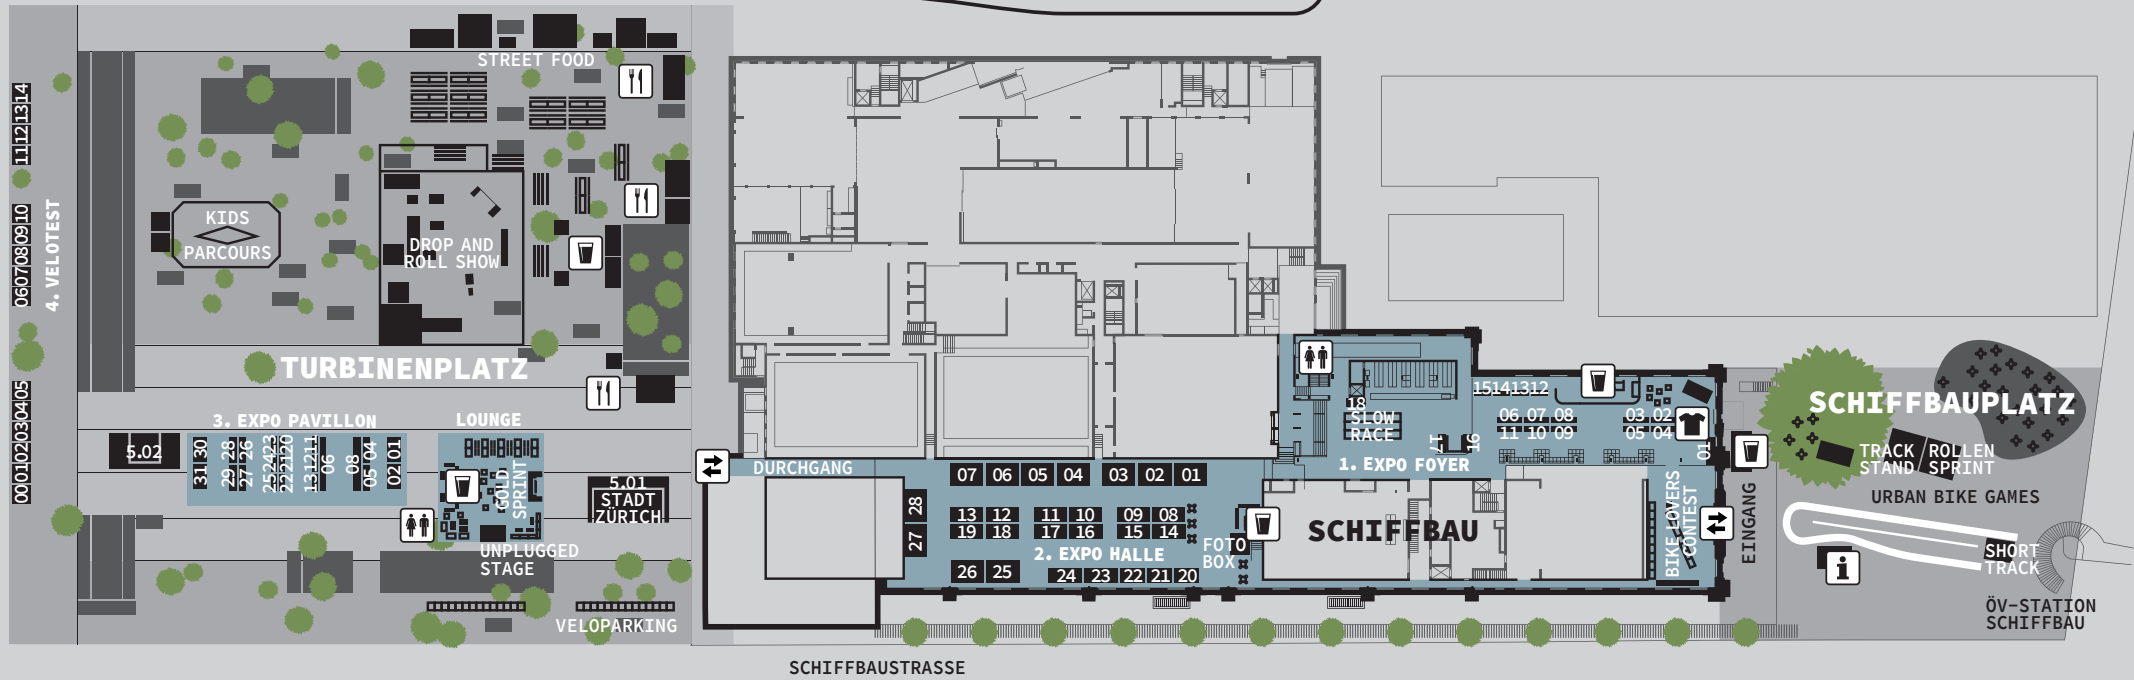 STREET FOOD
11 12 13 14
06 07 08 09 10
00 01 02 03 04 05
4. VELOTEST
KIDS
PARCOURS
DROP AND
ROLL SHOW
TURBINENPLATZ
3. EXPO PAVILLON
5.02
31 30
29 28
27 26
25 24 23
22 21 20
13 12 11
06
08
05 04
02 01
LOUNGE
GOLD
SPRINT
5.01
STADT
ZÜRICH
UNPLUGGED
STAGE
VELOPARKING
DURCHGANG
07 06 05 04 03 02 01
28
27
13 12 11 10 09 08
19 18 17 16 15 14
2. EXPO HALLE
26 25 24 23 22 21 20
FOTO
BOX
SCHIFFBAU
18
SLOW
RACE
17
16
1. EXPO FOYER
15 14 13 12
06 07 08 03 02
11 10 09 05 04
01
BIKE LOVERS
CONTEST
EINGANG
SCHIFFBAUPLATZ
TRACK
STAND
ROLLEN
SPRINT
URBAN BIKE GAMES
i
SHORT
TRACK
ÖV-STATION
SCHIFFBAU
SCHIFFBAUSTRASSE